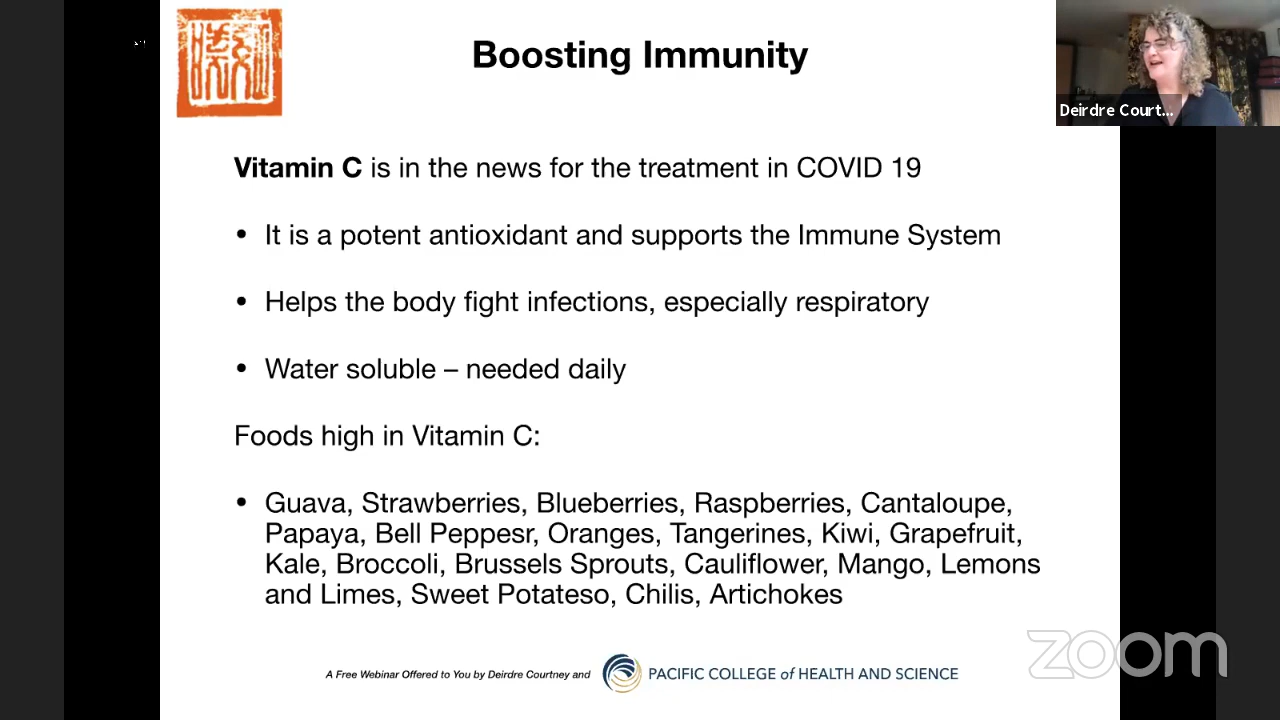 Boosting Immunity
Deirdre Court...
Vitamin C is in the news for the treatment in COVID 19
• It is a potent antioxidant and supports the Immune System
• Helps the body fight infections, especially respiratory
• Water soluble – needed daily
Foods high in Vitamin C:
• Guava, Strawberries, Blueberries, Raspberries, Cantaloupe,
Papaya, Bell Peppesr, Oranges, Tangerines, Kiwi, Grapefruit,
Kale, Broccoli, Brussels Sprouts, Cauliflower, Mango, Lemons
and Limes, Sweet Potateso, Chilis, Artichokes
A Free Webinar Offered to You by Deirdre Courtney and
PACIFIC COLLEGE of HEALTH AND SCIENCE
zoom